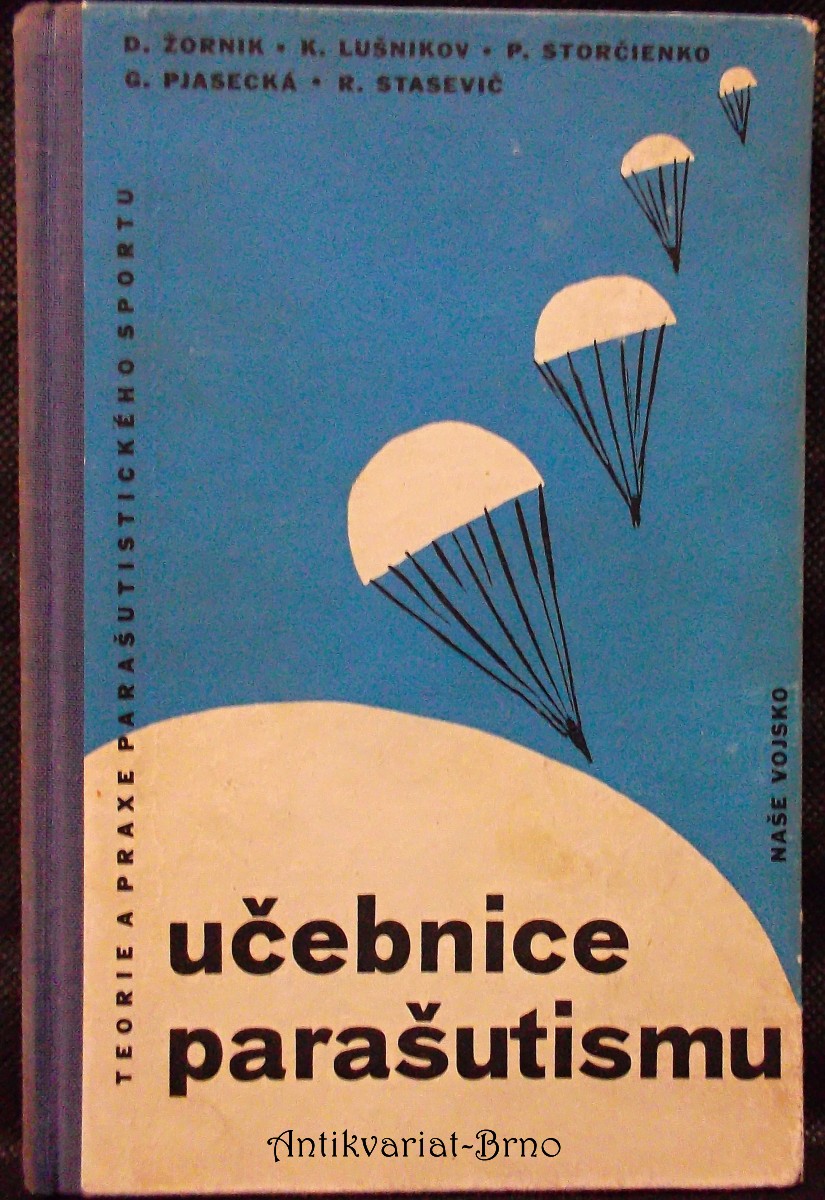 D. ŽORNIK • K. LUŠNIKOV • P. STORČIENKO
G. PJASECKÁ • R. STASEVIČ
TEORIE A PRAXE PARAŠUTISTICKÉHO SPORTU
NAŠE VOJSKO
učebnice
parašutismu
Antikvariat-Brno